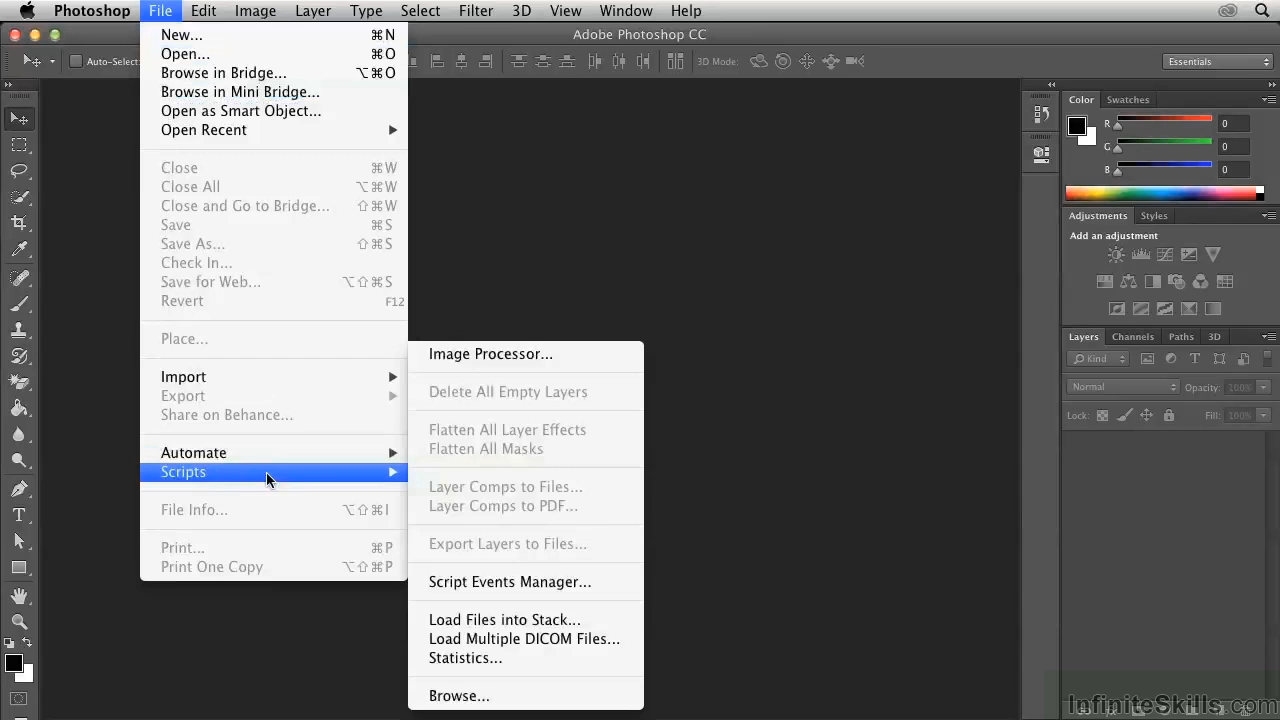 Photoshop File Edit Image Layer Type Select Filter 3D View Window Help
Adobe Photoshop CC
Auto-Select:
3D Mode:
Essentials
New... ⌘N
Open... ⌘O
Browse in Bridge... ⌥⌘O
Browse in Mini Bridge...
Open as Smart Object...
Open Recent
Close ⌘W
Close All ⌥⌘W
Close and Go to Bridge... ⇧⌘W
Save ⌘S
Save As... ⇧⌘S
Check In...
Save for Web... ⌥⇧⌘S
Revert F12
Place...
Import
Export
Share on Behance...
Automate
Scripts
File Info... ⌥⇧⌘I
Print... ⌘P
Print One Copy ⌥⇧⌘P
Image Processor...
Delete All Empty Layers
Flatten All Layer Effects
Flatten All Masks
Layer Comps to Files...
Layer Comps to PDF...
Export Layers to Files...
Script Events Manager...
Load Files into Stack...
Load Multiple DICOM Files...
Statistics...
Browse...
Color Swatches
R 0
G 0
B 0
Adjustments Styles
Add an adjustment
Layers Channels Paths 3D
Kind
Normal Opacity: 100%
Lock: Fill: 100%
InfiniteSkills.com